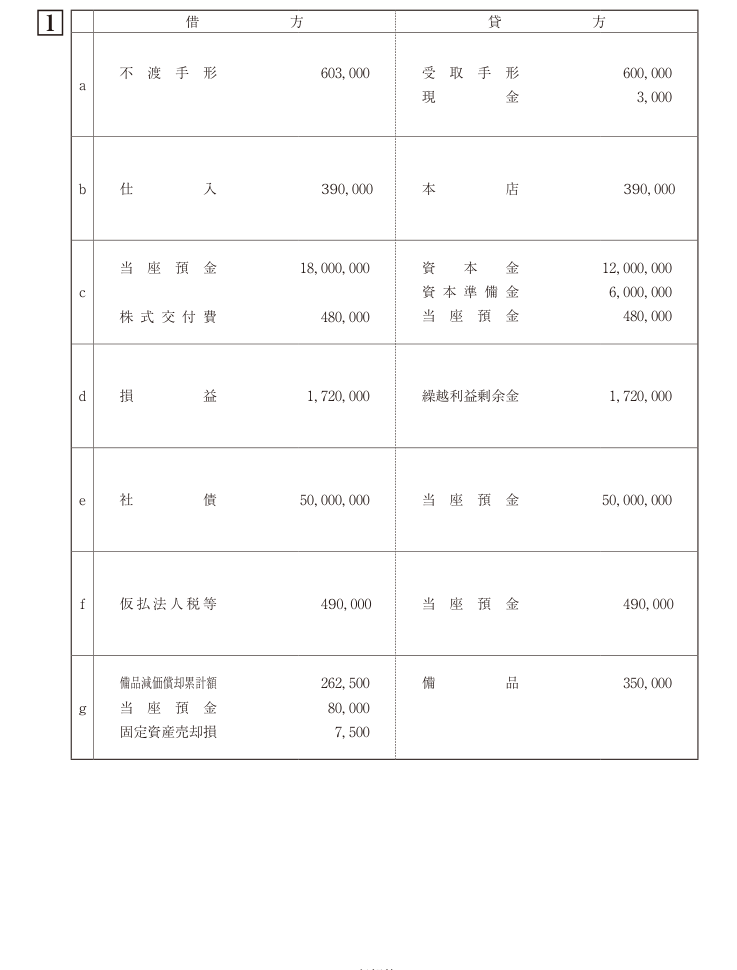 1
借方 貸方
a
不渡手形 603,000 受取手形 600,000
現金 3,000
b 仕入 390,000 本店 390,000
当座預金 18,000,000 資本金 12,000,000
c 資本準備金 6,000,000
株式交付費 480,000 当座預金 480,000
d 損益 1,720,000 繰越利益剰余金 1,720,000
e 社債 50,000,000 当座預金 50,000,000
f 仮払法人税等 490,000 当座預金 490,000
備品減価償却累計額 262,500 備品 350,000
g 当座預金 80,000
固定資産売却損 7,500